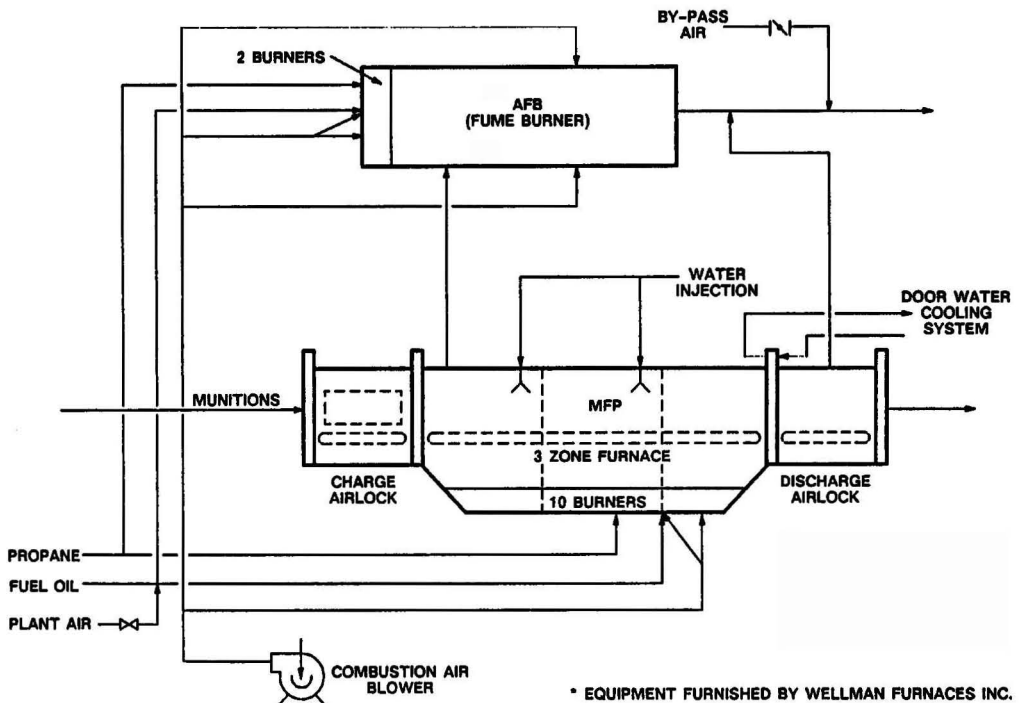 BY-PASS
AIR
2 BURNERS
AFB
(FUME BURNER)
WATER
INJECTION
DOOR WATER
COOLING
SYSTEM
MUNITIONS
MFP
3 ZONE FURNACE
CHARGE
AIRLOCK
DISCHARGE
AIRLOCK
10 BURNERS
PROPANE
FUEL OIL
PLANT AIR
COMBUSTION AIR
BLOWER
* EQUIPMENT FURNISHED BY WELLMAN FURNACES INC.